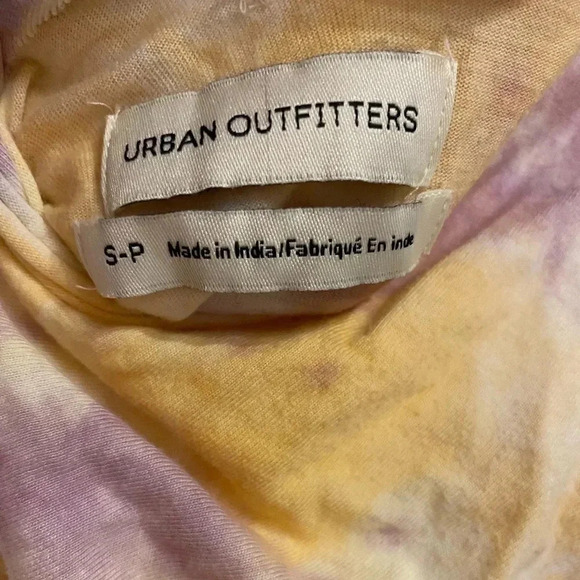 URBAN OUTFITTERS
S-P Made in India/Fabriqué En inde